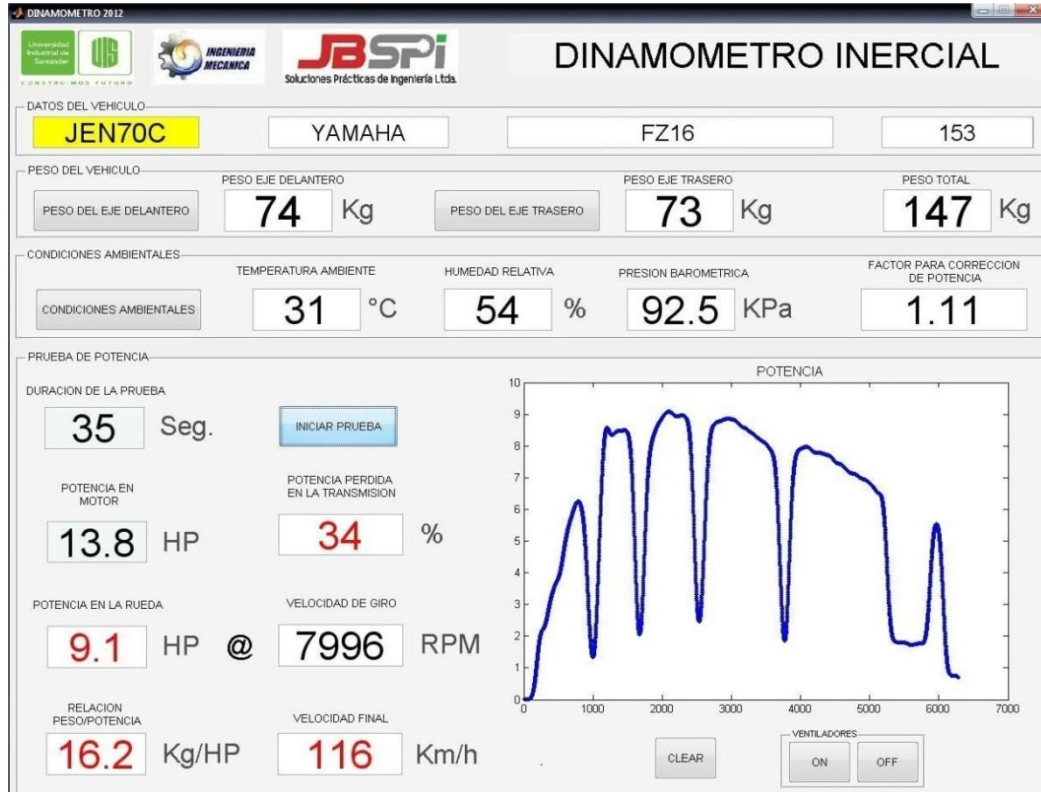 DINAMOMETRO 2012
Universidad
Industrial de
Santander
CONSTRUIMOS FUTURO
INGENIERIA
MECANICA
JBSPi
Soluciones Prácticas de Ingeniería Ltda.
DINAMOMETRO INERCIAL
DATOS DEL VEHICULO
JEN70C YAMAHA FZ16 153
PESO DEL VEHICULO
PESO EJE DELANTERO PESO EJE TRASERO PESO TOTAL
PESO DEL EJE DELANTERO 74 Kg PESO DEL EJE TRASERO 73 Kg 147 Kg
CONDICIONES AMBIENTALES
TEMPERATURA AMBIENTE HUMEDAD RELATIVA PRESION BAROMETRICA FACTOR PARA CORRECCION
DE POTENCIA
CONDICIONES AMBIENTALES 31 °C 54 % 92.5 KPa 1.11
PRUEBA DE POTENCIA
DURACION DE LA PRUEBA
35 Seg. INICIAR PRUEBA
POTENCIA EN
MOTOR
POTENCIA PERDIDA
EN LA TRANSMISION
13.8 HP 34 %
POTENCIA EN LA RUEDA VELOCIDAD DE GIRO
9.1 HP @ 7996 RPM
RELACION
PESO/POTENCIA
VELOCIDAD FINAL
16.2 Kg/HP 116 Km/h
POTENCIA
10
9
8
7
6
5
4
3
2
1
0
0 1000 2000 3000 4000 5000 6000 7000
CLEAR
VENTILADORES
ON OFF